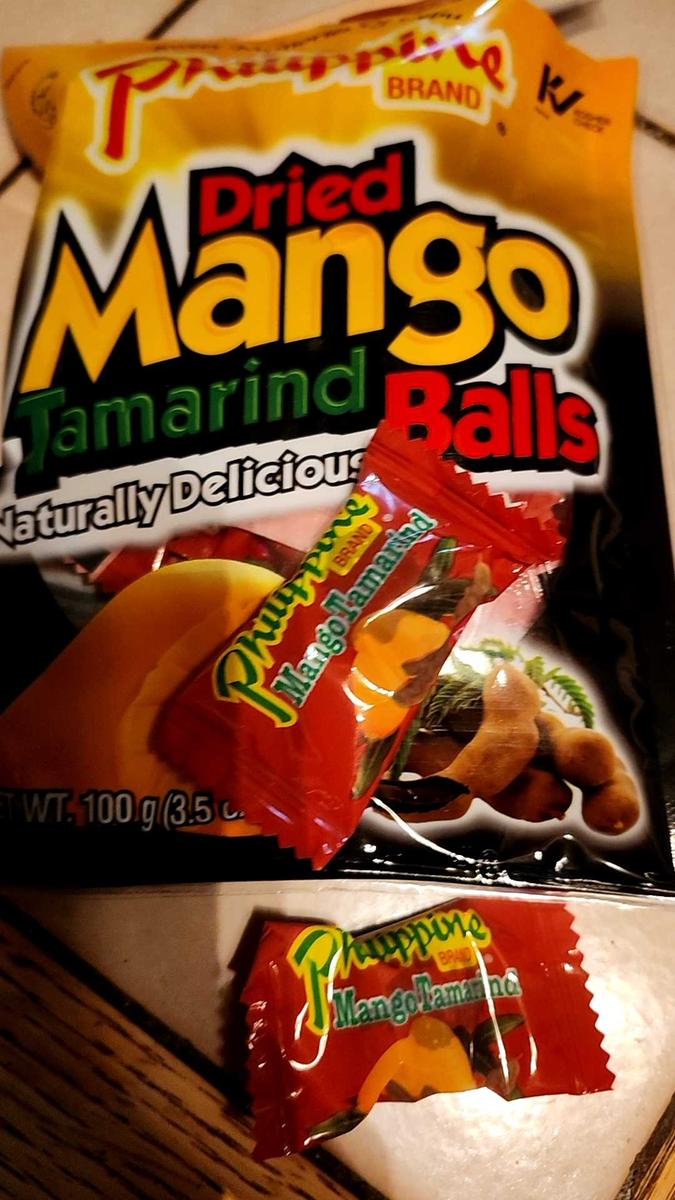 Philippine
BRAND
KV
Dried
Mango
Tamarind Balls
Naturally Delicious
Philippine
BRAND
Mango Tamarind
WT. 100 g (3.5
Philippine
BRAND
Mango Tamarind